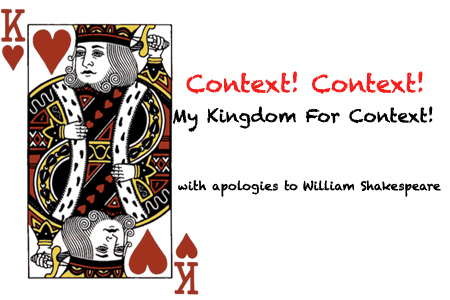 K
Context! Context!
My Kingdom For Context!
with apologies to William Shakespeare
K